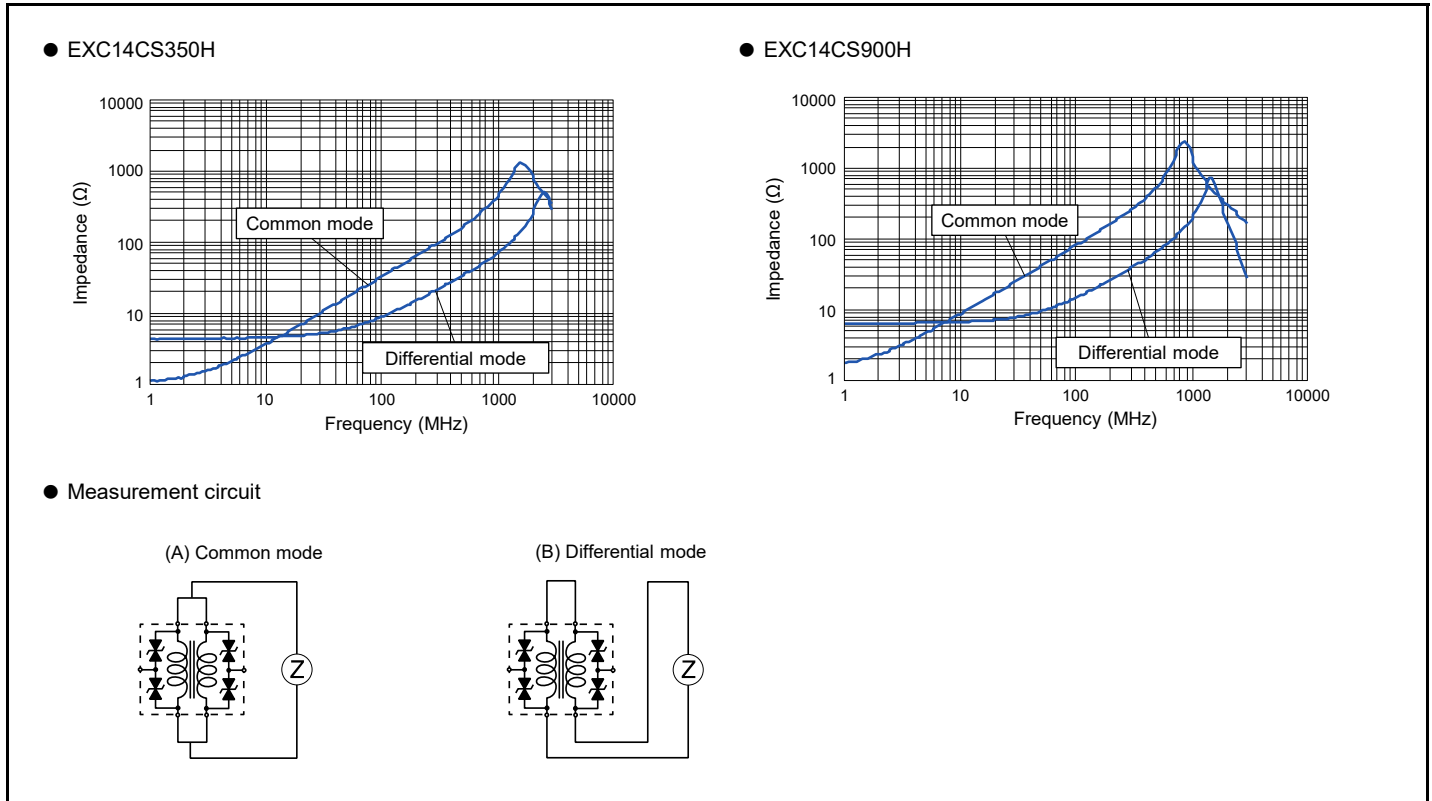 ● EXC14CS350H
10000
1000
100
10
1
Impedance (Ω)
Common mode
Differential mode
1 10 100 1000 10000
Frequency (MHz)
● EXC14CS900H
10000
1000
100
10
1
Impedance (Ω)
Common mode
Differential mode
1 10 100 1000 10000
Frequency (MHz)
● Measurement circuit
(A) Common mode
Z
(B) Differential mode
Z